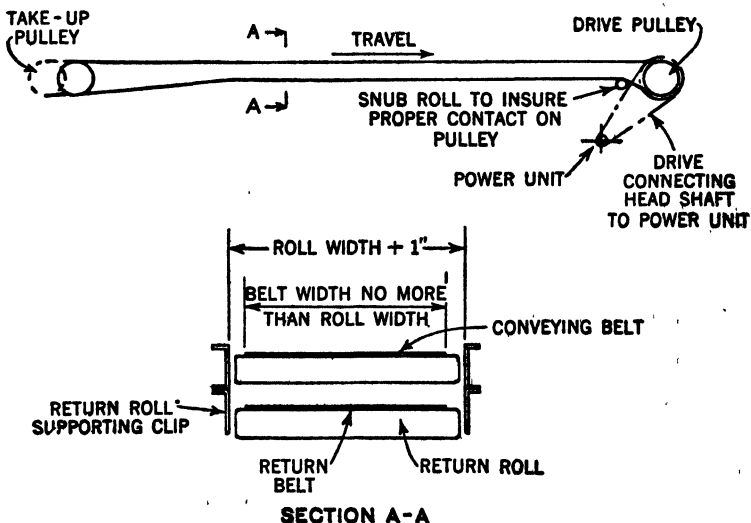 TAKE-UP
PULLEY
A
TRAVEL
DRIVE PULLEY
A
SNUB ROLL TO INSURE
PROPER CONTACT ON
PULLEY
POWER UNIT
DRIVE
CONNECTING
HEAD SHAFT
TO POWER UNIT
ROLL WIDTH + 1"
BELT WIDTH NO MORE
THAN ROLL WIDTH
CONVEYING BELT
RETURN ROLL
SUPPORTING CLIP
RETURN
BELT
RETURN ROLL
SECTION A-A